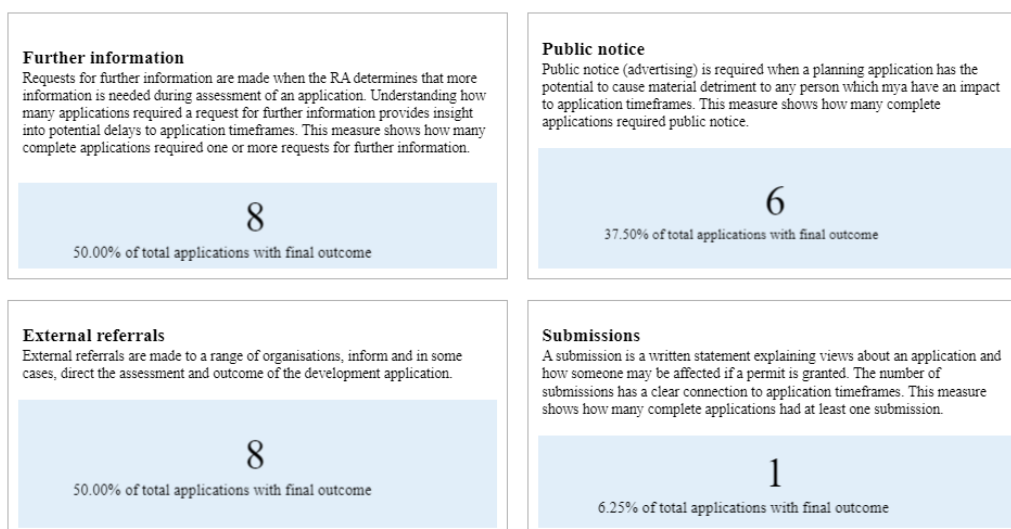 Further information
Requests for further information are made when the RA determines that more
information is needed during assessment of an application. Understanding how
many applications required a request for further information provides insight
into potential delays to application timeframes. This measure shows how many
complete applications required one or more requests for further information.
8
50.00% of total applications with final outcome
Public notice
Public notice (advertising) is required when a planning application has the
potential to cause material detriment to any person which mya have an impact
to application timeframes. This measure shows how many complete
applications required public notice.
6
37.50% of total applications with final outcome
External referrals
External referrals are made to a range of organisations, inform and in some
cases, direct the assessment and outcome of the development application.
8
50.00% of total applications with final outcome
Submissions
A submission is a written statement explaining views about an application and
how someone may be affected if a permit is granted. The number of
submissions has a clear connection to application timeframes. This measure
shows how many complete applications had at least one submission.
1
6.25% of total applications with final outcome